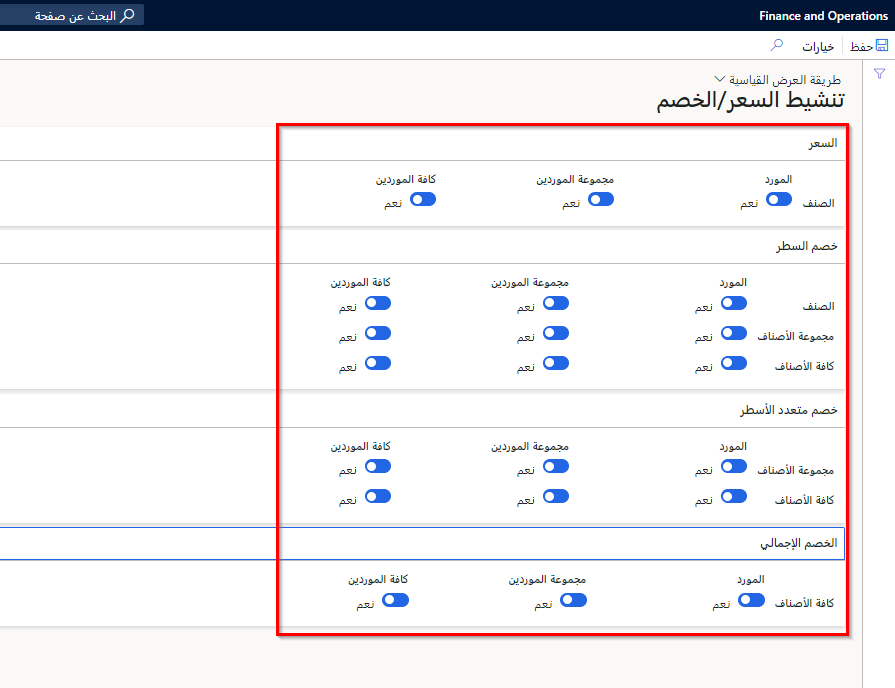 Finance and Operations
البحث عن صفحة
حفظ
خيارات
طريقة العرض القياسية
تنشيط السعر/الخصم
السعر
المورد
مجموعة الموردين
كافة الموردين
الصنف
نعم
نعم
نعم
خصم السطر
المورد
مجموعة الموردين
كافة الموردين
الصنف
نعم
نعم
نعم
مجموعة الأصناف
نعم
نعم
نعم
كافة الأصناف
نعم
نعم
نعم
خصم متعدد الأسطر
المورد
مجموعة الموردين
كافة الموردين
مجموعة الأصناف
نعم
نعم
نعم
كافة الأصناف
نعم
نعم
نعم
الخصم الإجمالي
المورد
مجموعة الموردين
كافة الموردين
كافة الأصناف
نعم
نعم
نعم